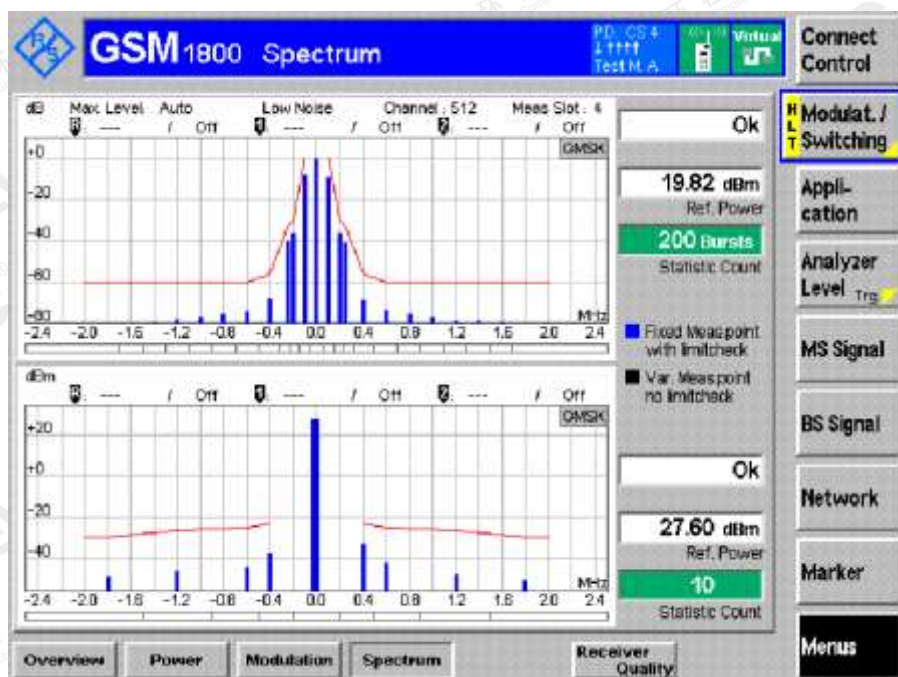 GSM 1800 Spectrum
PD: CS4
Test M. A
Virtual
Connect Control
dB Max. Level Auto Low Noise Channel : 512 Meas Slot : 4
--- / Off --- / Off --- / Off
GMSK
+0
-20
-40
-60
-80
MHz
-2.4 -2.0 -1.6 -1.2 -0.8 -0.4 0.0 0.4 0.8 1.2 1.6 2.0 2.4
Ok
19.82 dBm
Ref. Power
200 Bursts
Statistic Count
Fixed Meas point
with limitcheck
Var. Meas point
no limitcheck
dBm
--- / Off --- / Off --- / Off
GMSK
+20
+0
-20
-40
MHz
-2.4 -2.0 -1.6 -1.2 -0.8 -0.4 0.0 0.4 0.8 1.2 1.6 2.0 2.4
Ok
27.60 dBm
Ref. Power
10
Statistic Count
H L T
Modulat. /
Switching
Appli-
cation
Analyzer
Level Trg
MS Signal
BS Signal
Network
Marker
Menus
Overview
Power
Modulation
Spectrum
Receiver
Quality